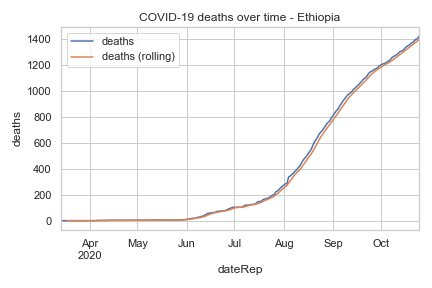 COVID-19 deaths over time - Ethiopia
deaths
deaths (rolling)
1400
1200
1000
800
600
400
200
0
deaths
Apr
2020
May
Jun
Jul
Aug
Sep
Oct
dateRep